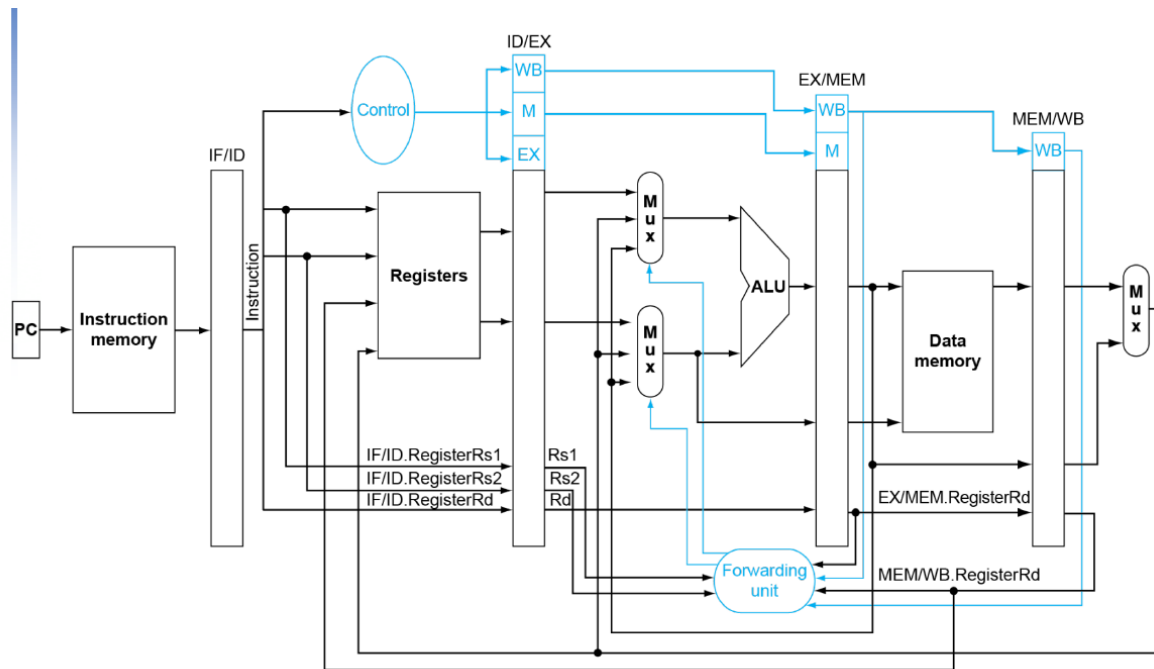 ID/EX
WB
EX/MEM
Control
M
WB
MEM/WB
IF/ID
EX
M
WB
Instruction
Registers
Mux
ALU
Mux
PC
Instruction
memory
Mux
Data
memory
IF/ID.RegisterRs1
Rs1
IF/ID.RegisterRs2
Rs2
IF/ID.RegisterRd
Rd
EX/MEM.RegisterRd
Forwarding
unit
MEM/WB.RegisterRd